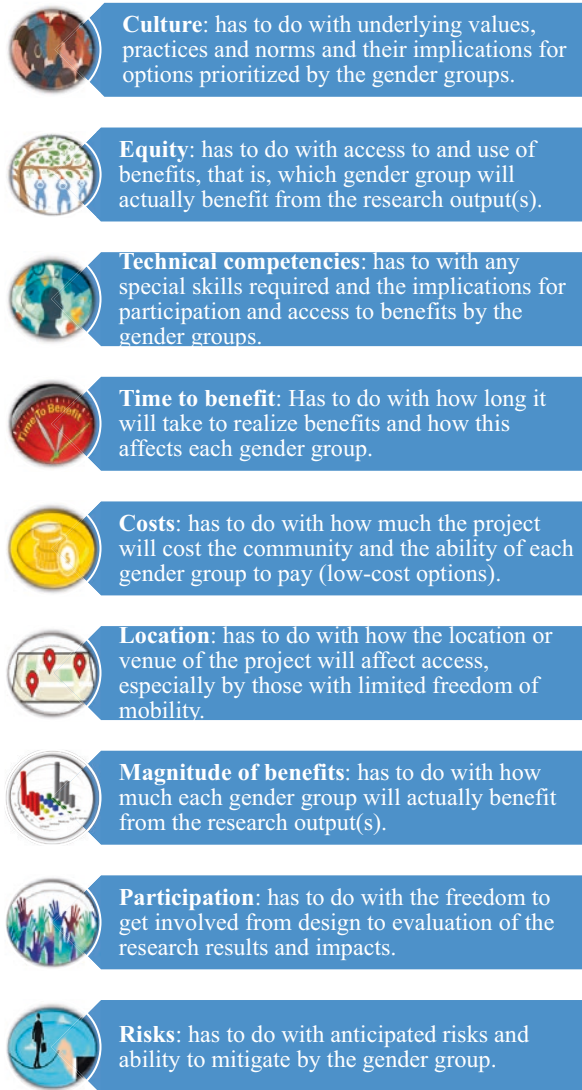 Culture: has to do with underlying values,
practices and norms and their implications for
options prioritized by the gender groups.
Equity: has to do with access to and use of
benefits, that is, which gender group will
actually benefit from the research output(s).
Technical competencies: has to with any
special skills required and the implications for
participation and access to benefits by the
gender groups.
Time To Benefit
Time to benefit: Has to do with how long it
will take to realize benefits and how this
affects each gender group.
Costs: has to do with how much the project
will cost the community and the ability of each
gender group to pay (low-cost options).
Location: has to do with how the location or
venue of the project will affect access,
especially by those with limited freedom of
mobility.
Magnitude of benefits: has to do with how
much each gender group will actually benefit
from the research output(s).
Participation: has to do with the freedom to
get involved from design to evaluation of the
research results and impacts.
Risks: has to do with anticipated risks and
ability to mitigate by the gender group.